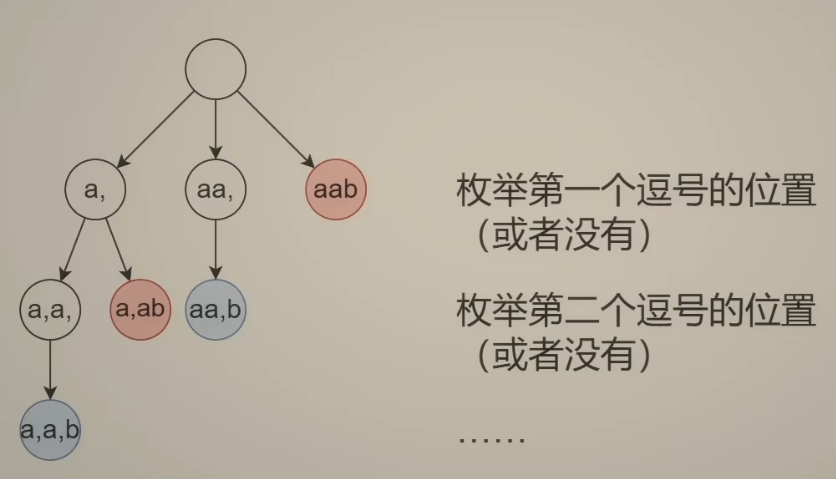 a,
aa,
aab
枚举第一个逗号的位置
（或者没有）
a,a,
a,ab
aa,b
枚举第二个逗号的位置
（或者没有）
a,a,b
……